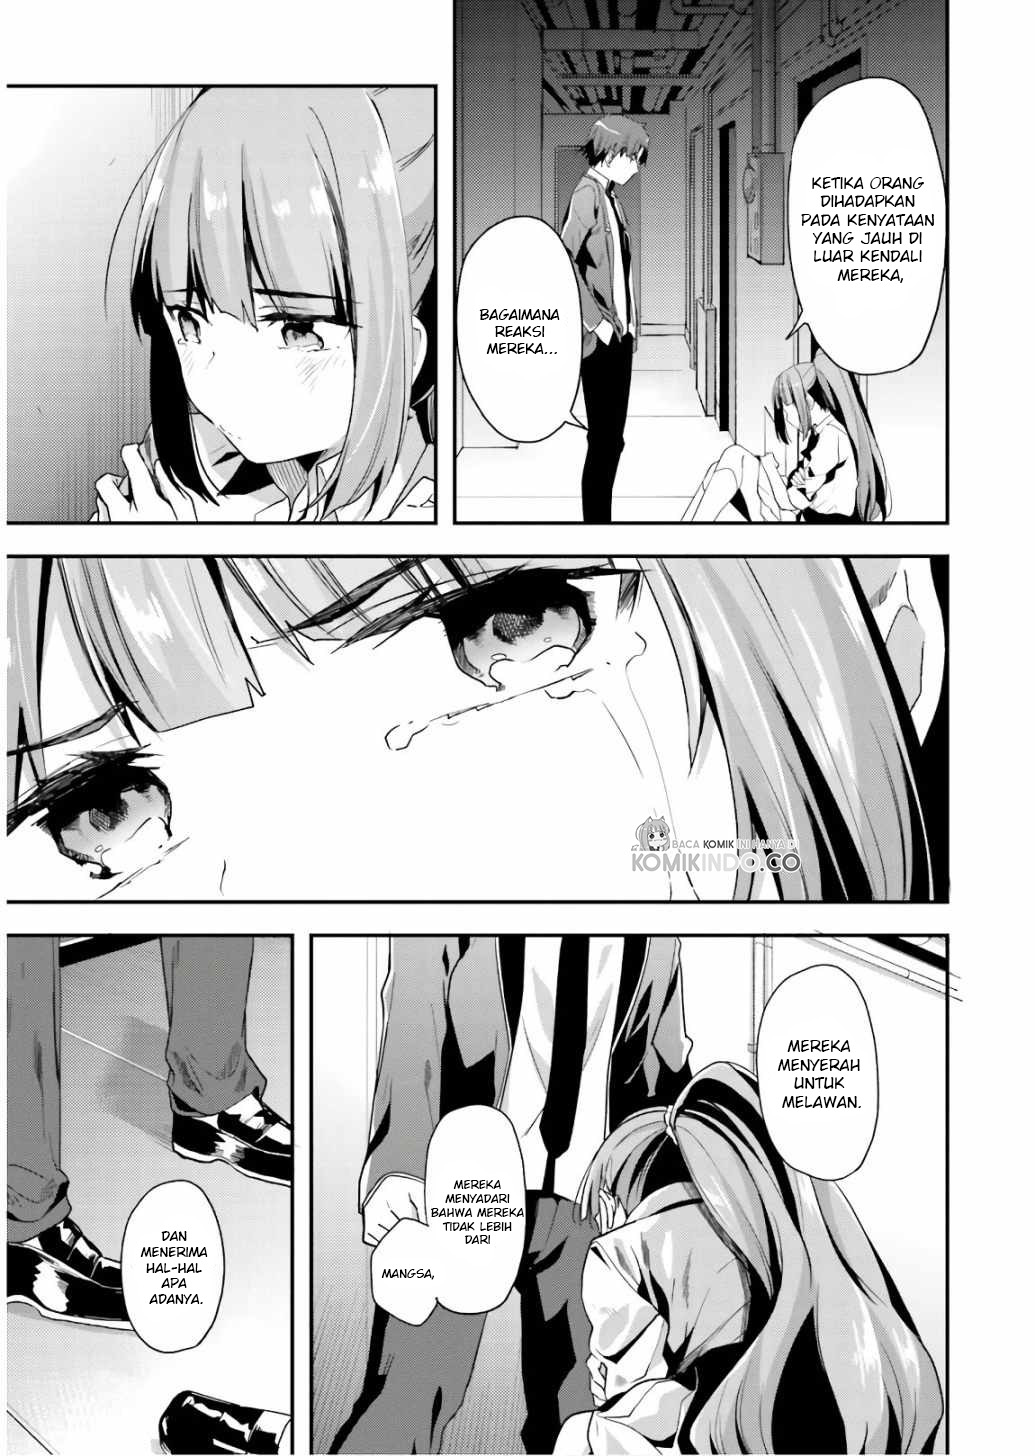 KETIKA ORANG
DIHADAPKAN
PADA KENYATAAN
YANG JAUH DI
LUAR KENDALI
MEREKA,
BAGAIMANA
REAKSI
MEREKA...
BACA KOMIK INI HANYA DI
KOMIKINDO.CO
MEREKA
MENYERAH
UNTUK
MELAWAN.
MEREKA
MENYADARI
BAHWA MEREKA
TIDAK LEBIH
DARI
MANGSA,
DAN
MENERIMA
HAL-HAL
APA
ADANYA.